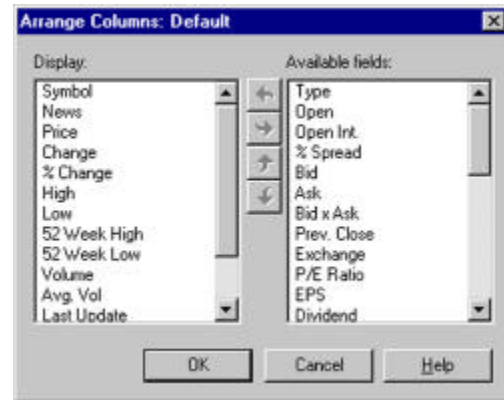 Arrange Columns: Default
Display:
Symbol
News
Price
Change
% Change
High
Low
52 Week High
52 Week Low
Volume
Avg. Vol
Last Update
Available fields:
Type
Open
Open Int.
% Spread
Bid
Ask
Bid x Ask
Prev. Close
Exchange
P/E Ratio
EPS
Dividend
OK
Cancel
Help